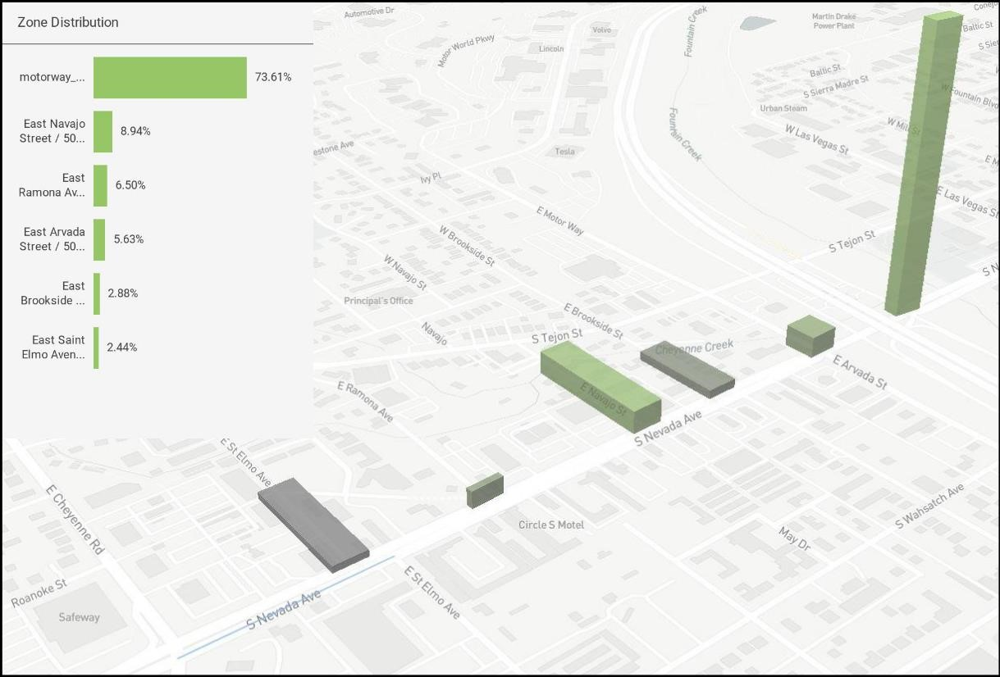 Zone Distribution
motorway_...
73.61%
East Navajo
Street / 50...
8.94%
East
Ramona Av...
6.50%
East Arvada
Street / 50...
5.63%
East
Brookside ...
2.88%
East Saint
Elmo Aven...
2.44%
Automotive Dr
Motor World Pkwy
Volvo
Lincoln
Fountain Creek
Martin Drake
Power Plant
Baltic St
Baltic St
S Sierra Madre St
W Fountain Blvd
Urban Steam
Fountain Creek
W Mill St
W Las Vegas St
Tesla
Ivy Pl
E Las Vegas St
E Motor Way
S Tejon St
W Brookside St
W Navajo St
Principal's Office
Navajo
E Brookside St
S Tejon St
Cheyenne Creek
E Arvada St
E Ramona Ave
E Navajo St
S Nevada Ave
E St Elmo Ave
E Cheyenne Rd
Circle S Motel
S Wahsatch Ave
May Dr
E St Elmo Ave
Roanoke St
Safeway
S Nevada Ave